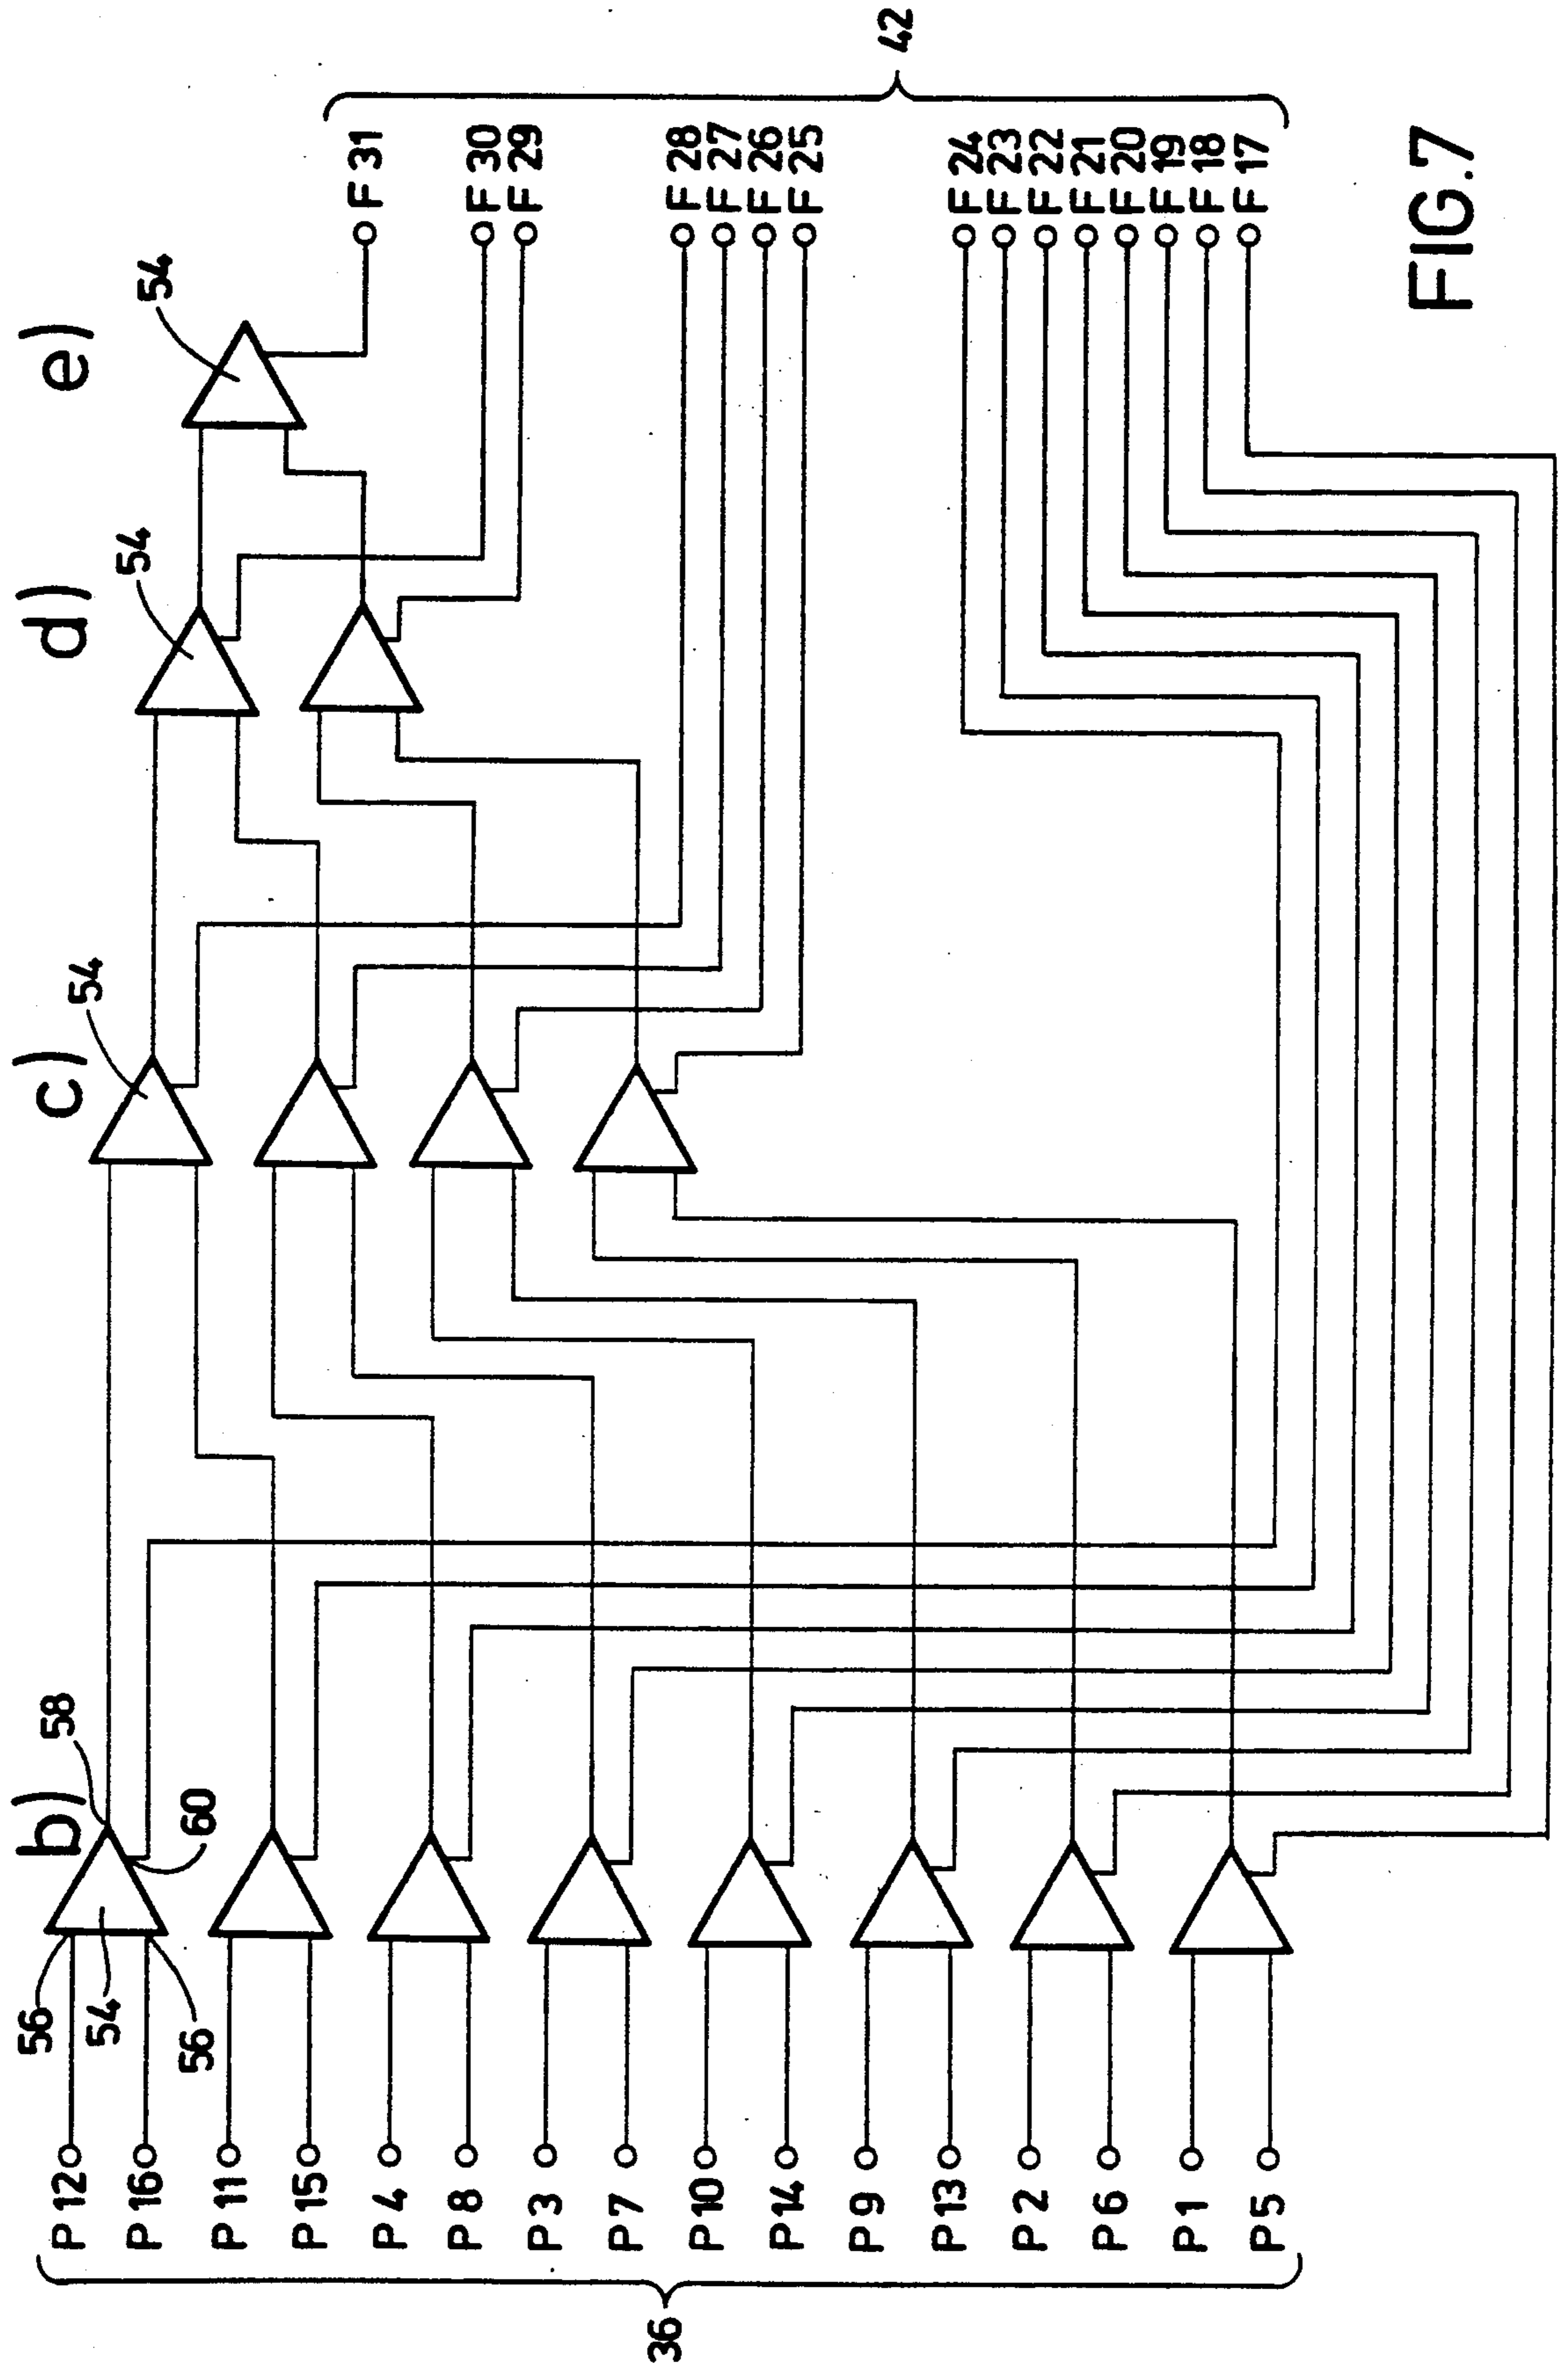 b)
c)
d)
e)
56
54
56
58
60
54
54
54
P 12
P 16
P 11
P 15
P 4
P 8
P 3
P 7
P 10
P 14
P 9
P 13
P 2
P 6
P 1
P 5
36
F 31
F 30
F 29
F 28
F 27
F 26
F 25
F 24
F 23
F 22
F 21
F 20
F 19
F 18
F 17
42
FIG.7